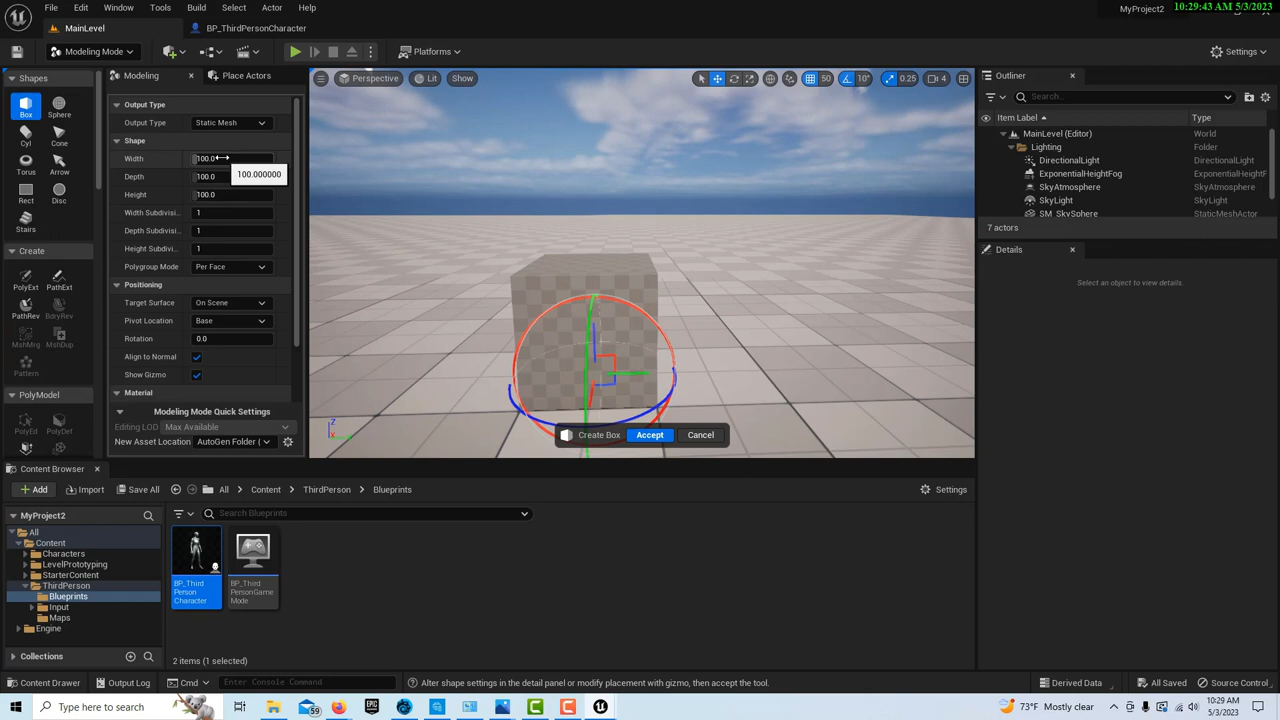 File Edit Window Tools Build Select Actor Help
MyProject2
10:29:43 AM 5/3/2023
MainLevel
BP_ThirdPersonCharacter
Modeling Mode
Platforms
Settings
Shapes
Modeling
Place Actors
Perspective
Lit
Show
50
10°
0.25
4
Outliner
Box
Sphere
Cyl
Cone
Torus
Arrow
Rect
Disc
Stairs
Output Type
Output Type Static Mesh
Shape
Width 100.0
100.000000
Depth 100.0
Height 100.0
Width Subdivisi...
1
Depth Subdivisi...
1
Height Subdivisi...
1
Polygroup Mode Per Face
Positioning
Target Surface On Scene
Pivot Location Base
Rotation 0.0
Align to Normal
Show Gizmo
Material
Modeling Mode Quick Settings
Editing LOD Max Available
New Asset Location AutoGen Folder (
Create
PolyExt
PathExt
PathRev
BdryRev
MshMrg
MshDup
Pattern
PolyModel
PolyEd
PolyDef
Z
Create Box Accept Cancel
Search...
Item Label
Type
MainLevel (Editor) World
Lighting Folder
DirectionalLight DirectionalLight
ExponentialHeightFog ExponentialHeightF
SkyAtmosphere SkyAtmosphere
SkyLight SkyLight
SM_SkySphere StaticMeshActor
7 actors
Details
Select an object to view details.
Content Browser
Add
Import
Save All
All
Content
ThirdPerson
Blueprints
Settings
MyProject2
Search Blueprints
All
Content
Characters
LevelPrototyping
StarterContent
ThirdPerson
Blueprints
Input
Maps
Engine
Collections
BP_Third
Person
Character
BP_Third
PersonGame
Mode
2 items (1 selected)
Content Drawer
Output Log
Cmd
Enter Console Command
Alter shape settings in the detail panel or modify placement with gizmo, then accept the tool.
Derived Data
All Saved
Source Control
Type here to search
59
EPIC
73°F Mostly clear
10:29 AM
5/3/2023